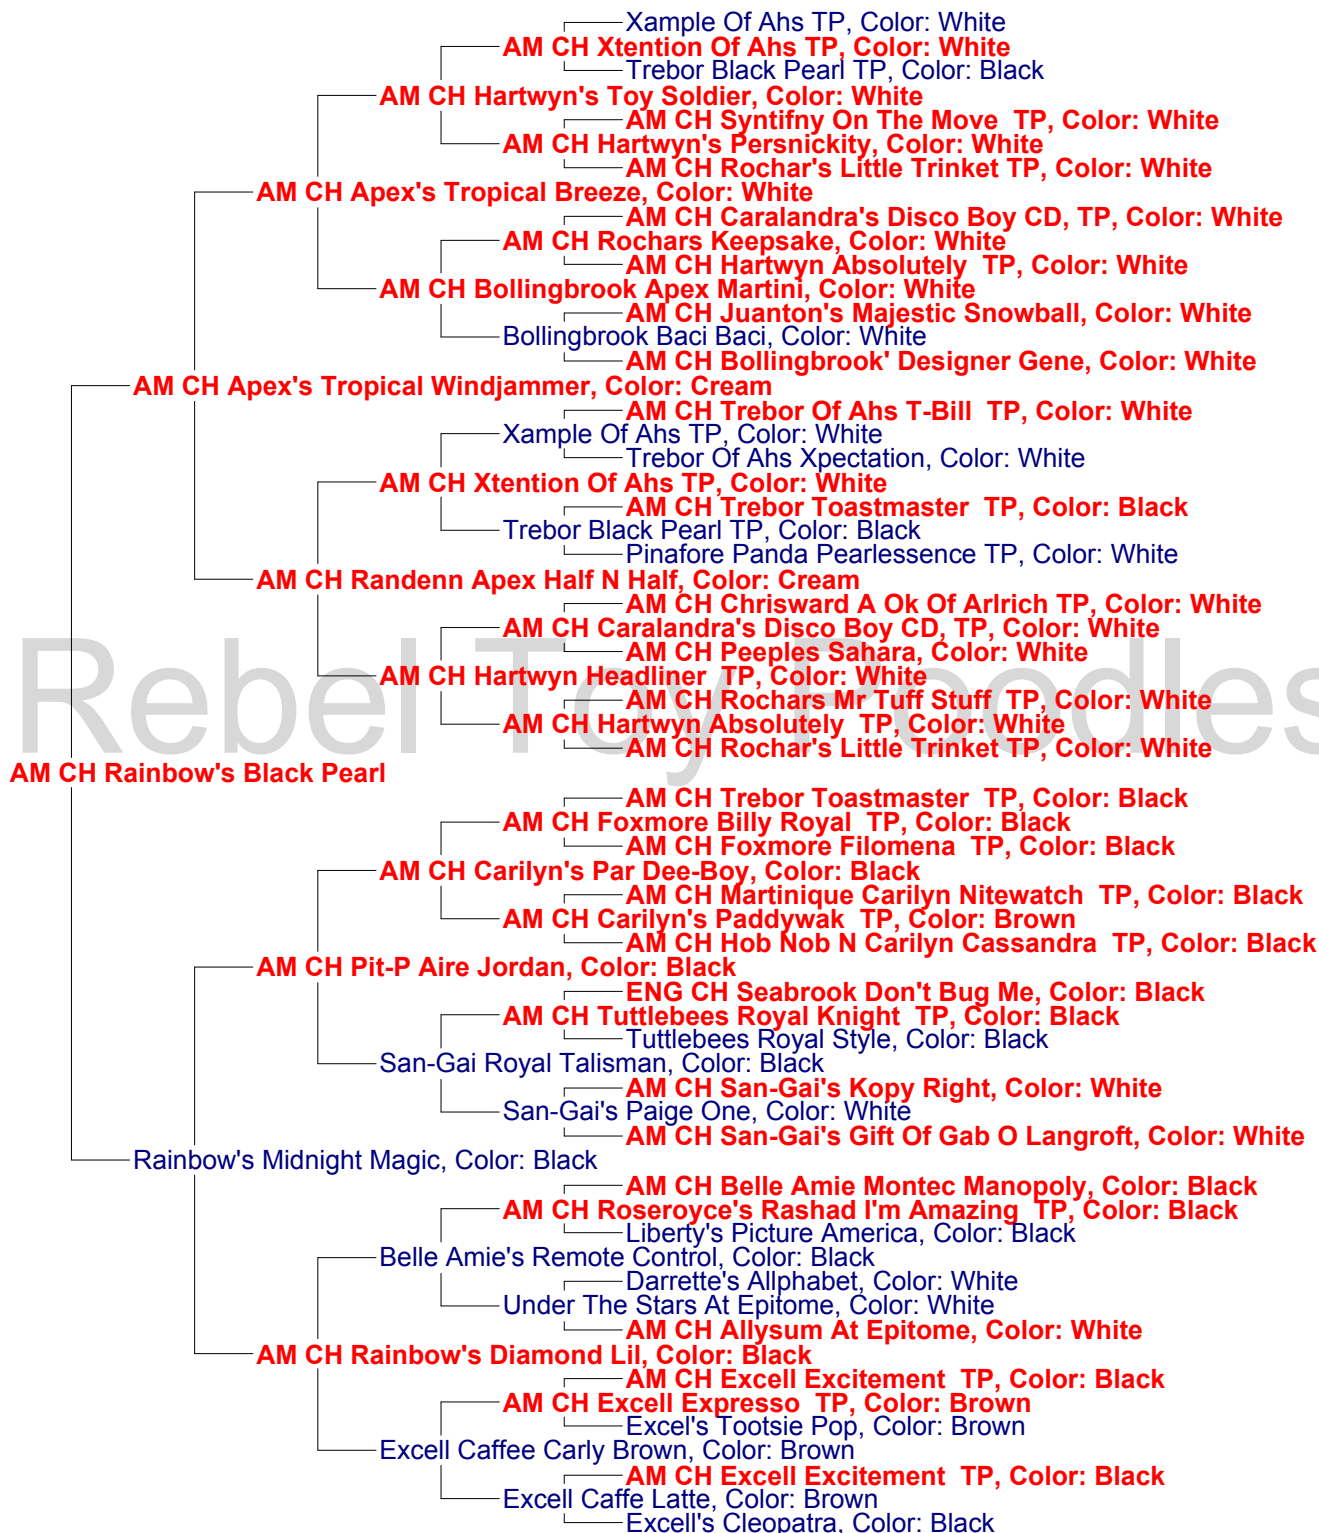 Xample Of Ahs TP, Color: White
AM CH Xtention Of Ahs TP, Color: White
Trebor Black Pearl TP, Color: Black
AM CH Hartwyn's Toy Soldier, Color: White
AM CH Syntifny On The Move  TP, Color: White
AM CH Hartwyn's Persnickity, Color: White
AM CH Rochar's Little Trinket TP, Color: White
AM CH Apex's Tropical Breeze, Color: White
AM CH Caralandra's Disco Boy CD, TP, Color: White
AM CH Rochars Keepsake, Color: White
AM CH Hartwyn Absolutely  TP, Color: White
AM CH Bollingbrook Apex Martini, Color: White
AM CH Juanton's Majestic Snowball, Color: White
Bollingbrook Baci Baci, Color: White
AM CH Bollingbrook' Designer Gene, Color: White
AM CH Apex's Tropical Windjammer, Color: Cream
AM CH Trebor Of Ahs T-Bill  TP, Color: White
Xample Of Ahs TP, Color: White
Trebor Of Ahs Xpectation, Color: White
AM CH Xtention Of Ahs TP, Color: White
AM CH Trebor Toastmaster  TP, Color: Black
Trebor Black Pearl TP, Color: Black
Pinafore Panda Pearlessence TP, Color: White
AM CH Randenn Apex Half N Half, Color: Cream
AM CH Chrisward A Ok Of Arlrich TP, Color: White
AM CH Caralandra's Disco Boy CD, TP, Color: White
AM CH Peeples Sahara, Color: White
AM CH Hartwyn Headliner  TP, Color: White
Rebel Toy Poodles
AM CH Rochars Mr Tuff Stuff  TP, Color: White
AM CH Hartwyn Absolutely  TP, Color: White
AM CH Rochar's Little Trinket TP, Color: White
AM CH Rainbow's Black Pearl
AM CH Trebor Toastmaster  TP, Color: Black
AM CH Foxmore Billy Royal  TP, Color: Black
AM CH Foxmore Filomena  TP, Color: Black
AM CH Carilyn's Par Dee-Boy, Color: Black
AM CH Martinique Carilyn Nitewatch  TP, Color: Black
AM CH Carilyn's Paddywak  TP, Color: Brown
AM CH Hob Nob N Carilyn Cassandra  TP, Color: Black
AM CH Pit-P Aire Jordan, Color: Black
ENG CH Seabrook Don't Bug Me, Color: Black
AM CH Tuttlebees Royal Knight  TP, Color: Black
Tuttlebees Royal Style, Color: Black
San-Gai Royal Talisman, Color: Black
AM CH San-Gai's Kopy Right, Color: White
San-Gai's Paige One, Color: White
AM CH San-Gai's Gift Of Gab O Langroft, Color: White
Rainbow's Midnight Magic, Color: Black
AM CH Belle Amie Montec Manopoly, Color: Black
AM CH Roseroyce's Rashad I'm Amazing  TP, Color: Black
Liberty's Picture America, Color: Black
Belle Amie's Remote Control, Color: Black
Darrette's Allphabet, Color: White
Under The Stars At Epitome, Color: White
AM CH Allysum At Epitome, Color: White
AM CH Rainbow's Diamond Lil, Color: Black
AM CH Excell Excitement  TP, Color: Black
AM CH Excell Expresso  TP, Color: Brown
Excel's Tootsie Pop, Color: Brown
Excell Caffee Carly Brown, Color: Brown
AM CH Excell Excitement  TP, Color: Black
Excell Caffe Latte, Color: Brown
Excell's Cleopatra, Color: Black